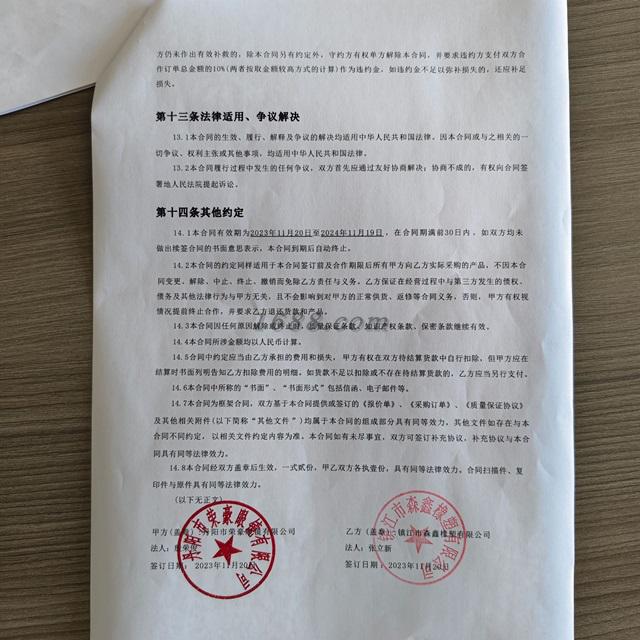 方仍未作出有效补救的，除本合同另有约定外，守约方有权单方解除本合同，并要求违约方支付双方合
作订单总金额的10%(两者按取金额较高方式的计算)作为违约金，如违约金不足以弥补损失的，还应补足
损失。
第十三条法律适用、争议解决
13.1本合同的生效、履行、解释及争议的解决均适用中华人民共和国法律。因本合同或与之相关的一
切争议、权利主张或其他事项，均适用中华人民共和国法律。
13.2本合同履行过程中发生的任何争议，双方首先应通过友好协商解决；协商不成的，有权向合同签
署地人民法院提起诉讼。
第十四条其他约定
14.1本合同有效期为2023年11月20日至2024年11月19日，在合同期满前30日内，如双方均未
做出续签合同的书面意思表示，本合同到期后自动终止。
14.2本合同的约定同样适用于本合同签订前及合作期限后所有甲方向乙方实际采购的产品，不因本合
同变更、解除、中止、终止、撤销而免除乙方责任与义务。乙方保证在经营过程中与第三方发生的债权、
债务及其他法律行为与甲方无关，且不会影响到对甲方的正常供货、返修等合同义务，否则，甲方有权视
情况提前终止合作，并要求乙方退还货款和产品。
14.3本合同因任何原因解除或终止，质量保证条款、知识产权条款、保密条款继续有效。
14.4本合同所涉金额均以人民币计算。
14.5合同中约定应当由乙方承担的费用和损失，甲方有权在双方待结算货款中自行扣除，但甲方应在
结算时书面列明告知乙方扣除费用的明细。如货款不足以扣除或不存在待结算货款的，乙方应当另行支付。
14.6本合同中所称的“书面”、“书面形式”包括信函、电子邮件等。
14.7本合同为框架合同，双方基于本合同提供或签订的《报价单》、《采购订单》、《质量保证协议》
及其他相关附件(以下简称“其他文件”)均属于本合同的组成部分具有同等效力，其他文件如存在与本
合同不同约定，以相关文件约定内容为准。本合同如有未尽事宜，双方可签订补充协议，补充协议与本合
同具有同等法律效力。
14.8本合同经双方盖章后生效，一式贰份，甲乙双方各执壹份，具有同等法律效力。合同扫描件、复
印件与原件具有同等法律效力。
(以下无正文)
甲方(盖章)：丹阳市荣豪眼镜有限公司
乙方(盖章)：镇江市森鑫橡塑有限公司
法人：
法人：张立新
签订日期：2023年11月20日
签订日期：2023年11月20日
丹阳市荣豪眼镜有限公司
镇江市森鑫橡塑有限公司
1688.com